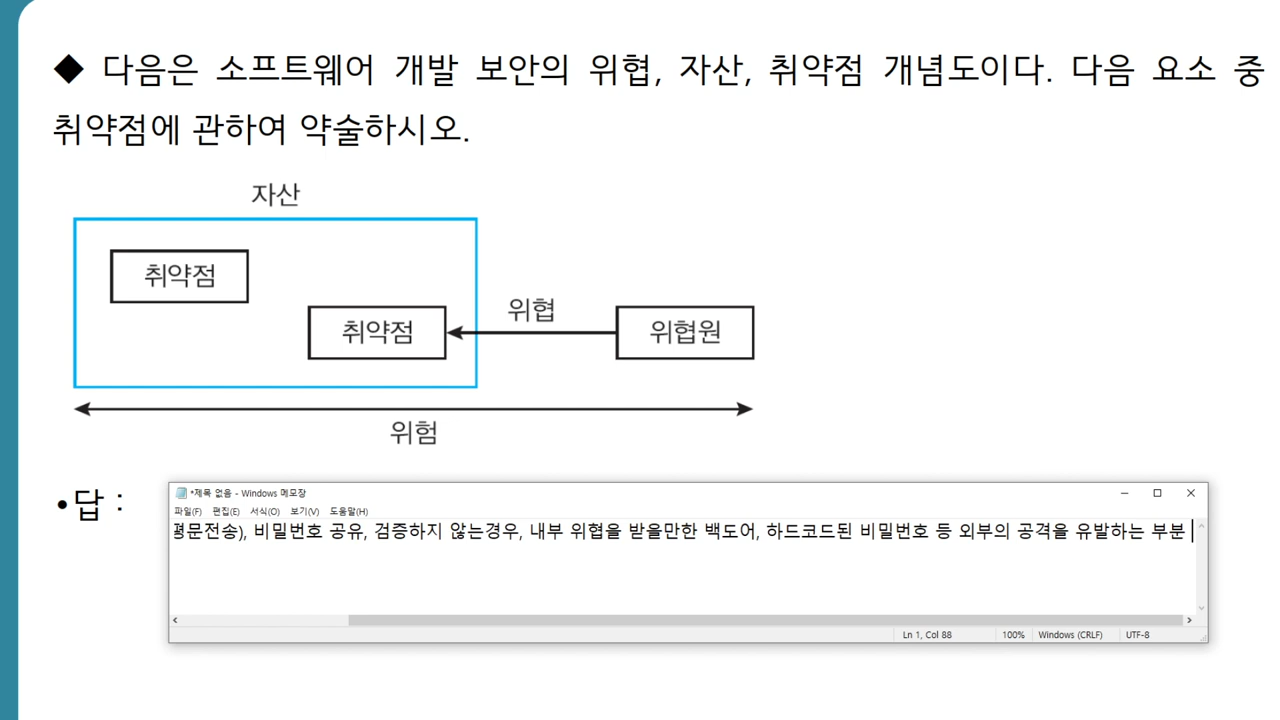 ◆ 다음은 소프트웨어 개발 보안의 위협, 자산, 취약점 개념도이다. 다음 요소 중
취약점에 관하여 약술하시오.
자산
취약점
위협
취약점
위협원
위험
•답 :
*제목 없음 - Windows 메모장
파일(F) 편집(E) 서식(O) 보기(V) 도움말(H)
평문전송), 비밀번호 공유, 검증하지 않는경우, 내부 위협을 받을만한 백도어, 하드코드된 비밀번호 등 외부의 공격을 유발하는 부분
Ln 1, Col 88 100% Windows (CRLF) UTF-8